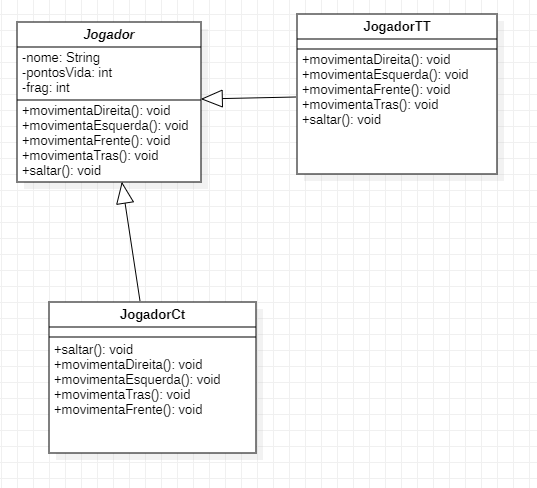 Jogador
-nome: String
-pontosVida: int
-frag: int
+movimentaDireita(): void
+movimentaEsquerda(): void
+movimentaFrente(): void
+movimentaTras(): void
+saltar(): void
JogadorTT
+movimentaDireita(): void
+movimentaEsquerda(): void
+movimentaFrente(): void
+movimentaTras(): void
+saltar(): void
JogadorCt
+saltar(): void
+movimentaDireita(): void
+movimentaEsquerda(): void
+movimentaTras(): void
+movimentaFrente(): void